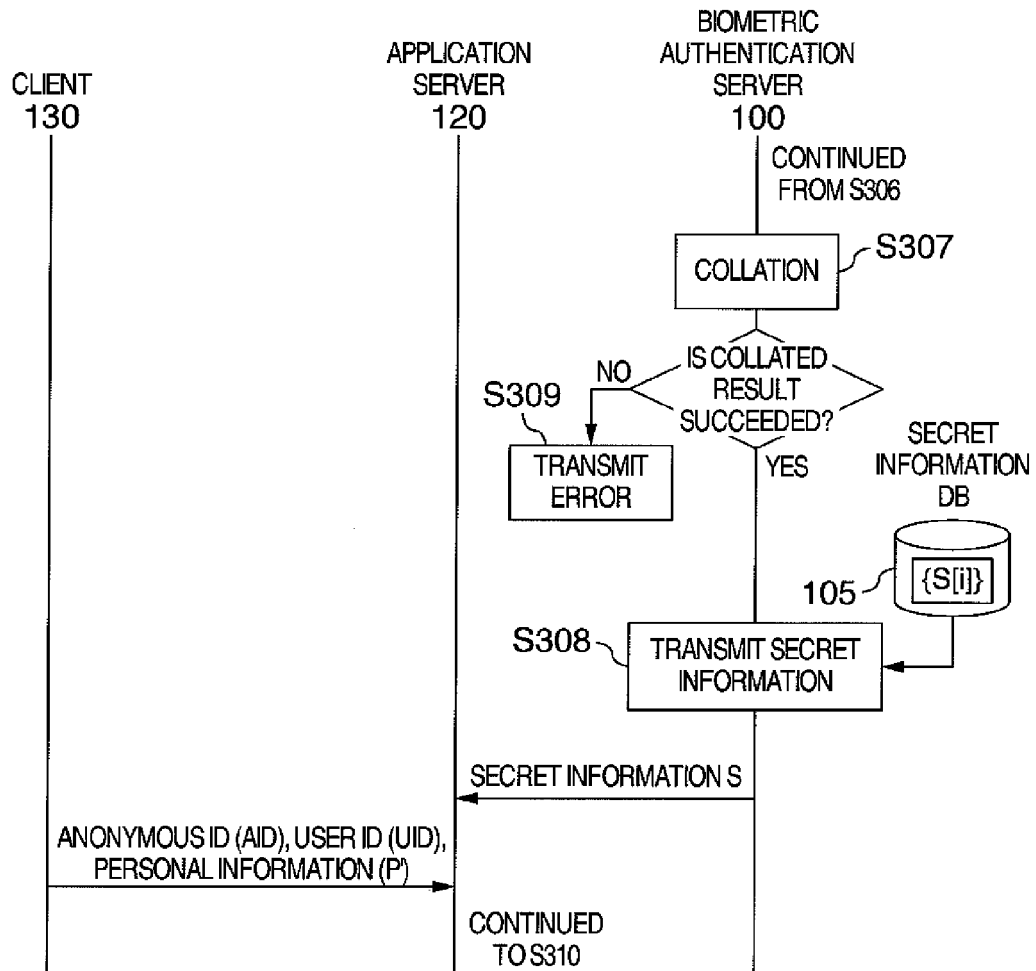 CLIENT
130
APPLICATION
SERVER
120
BIOMETRIC
AUTHENTICATION
SERVER
100
CONTINUED
FROM S306
COLLATION
S307
IS COLLATED
RESULT
SUCCEEDED?
NO
S309
TRANSMIT
ERROR
YES
SECRET
INFORMATION
DB
{S[i]}
105
S308
TRANSMIT SECRET
INFORMATION
SECRET INFORMATION S
ANONYMOUS ID (AID), USER ID (UID),
PERSONAL INFORMATION (P')
CONTINUED
TO S310